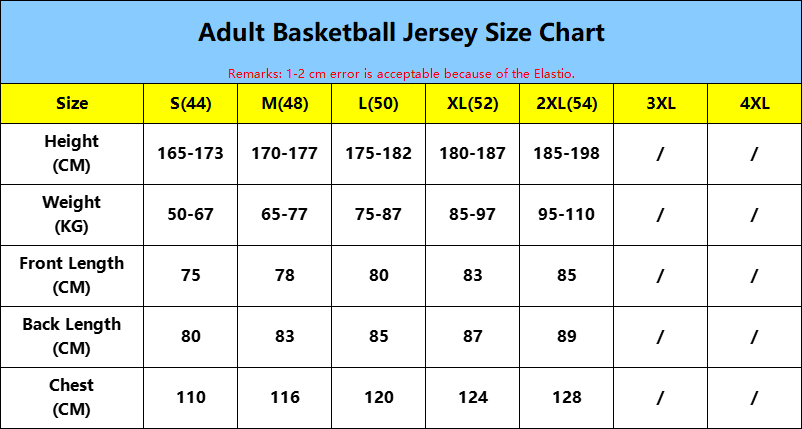 Adult Basketball Jersey Size Chart
Remarks: 1-2 cm error is acceptable because of the Elastio.
Size S(44) M(48) L(50) XL(52) 2XL(54) 3XL 4XL
Height (CM) 165-173 170-177 175-182 180-187 185-198 / /
Weight (KG) 50-67 65-77 75-87 85-97 95-110 / /
Front Length (CM) 75 78 80 83 85 / /
Back Length (CM) 80 83 85 87 89 / /
Chest (CM) 110 116 120 124 128 / /